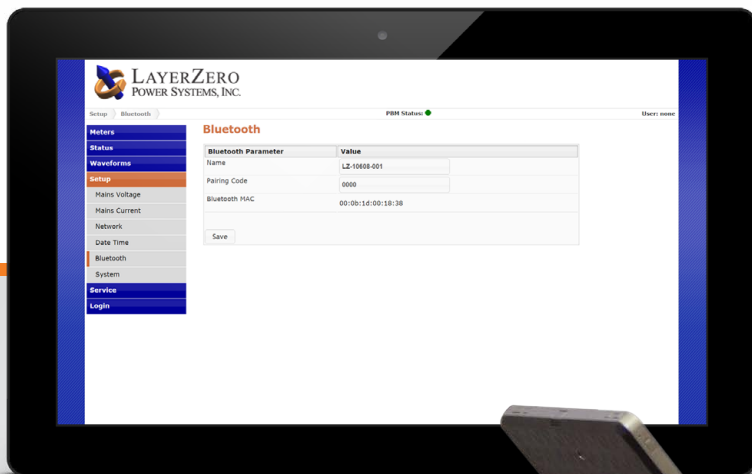 LAYERZERO
POWER SYSTEMS, INC.
Setup Bluetooth PBM Status: User: none
Meters
Status
Waveforms
Setup
Mains Voltage
Mains Current
Network
Date Time
Bluetooth
System
Service
Login
Bluetooth
Bluetooth Parameter Value
Name LZ-10608-001
Pairing Code 0000
Bluetooth MAC 00:0b:1d:00:18:38
Save